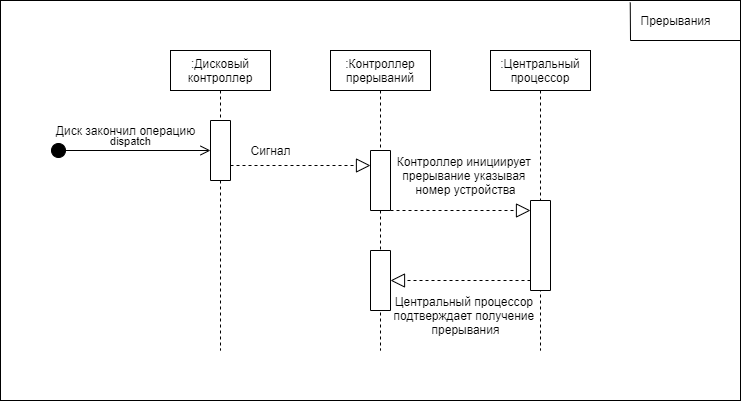 Прерывания
:Дисковый
контроллер
:Контроллер
прерываний
:Центральный
процессор
Диск закончил операцию
dispatch
Сигнал
Контроллер инициирует
прерывание указывая
номер устройства
Центральный процессор
подтверждает получение
прерывания